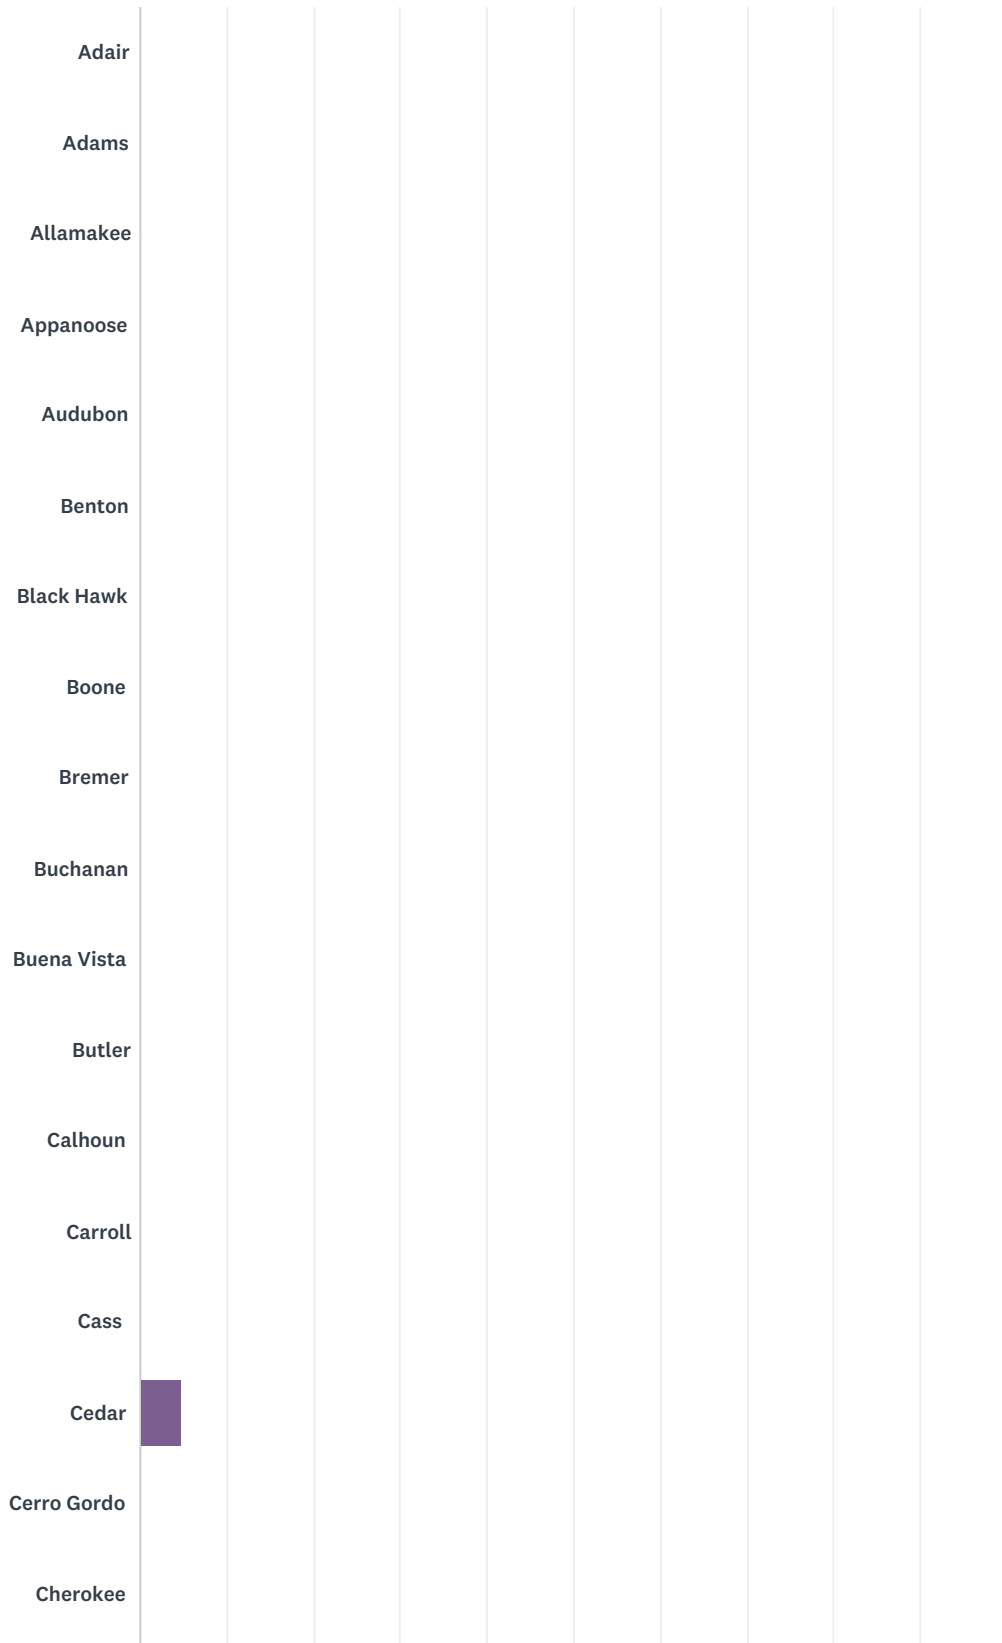 Adair
Adams
Allamakee
Appanoose
Audubon
Benton
Black Hawk
Boone
Bremer
Buchanan
Buena Vista
Butler
Calhoun
Carroll
Cass
Cedar
Cerro Gordo
Cherokee